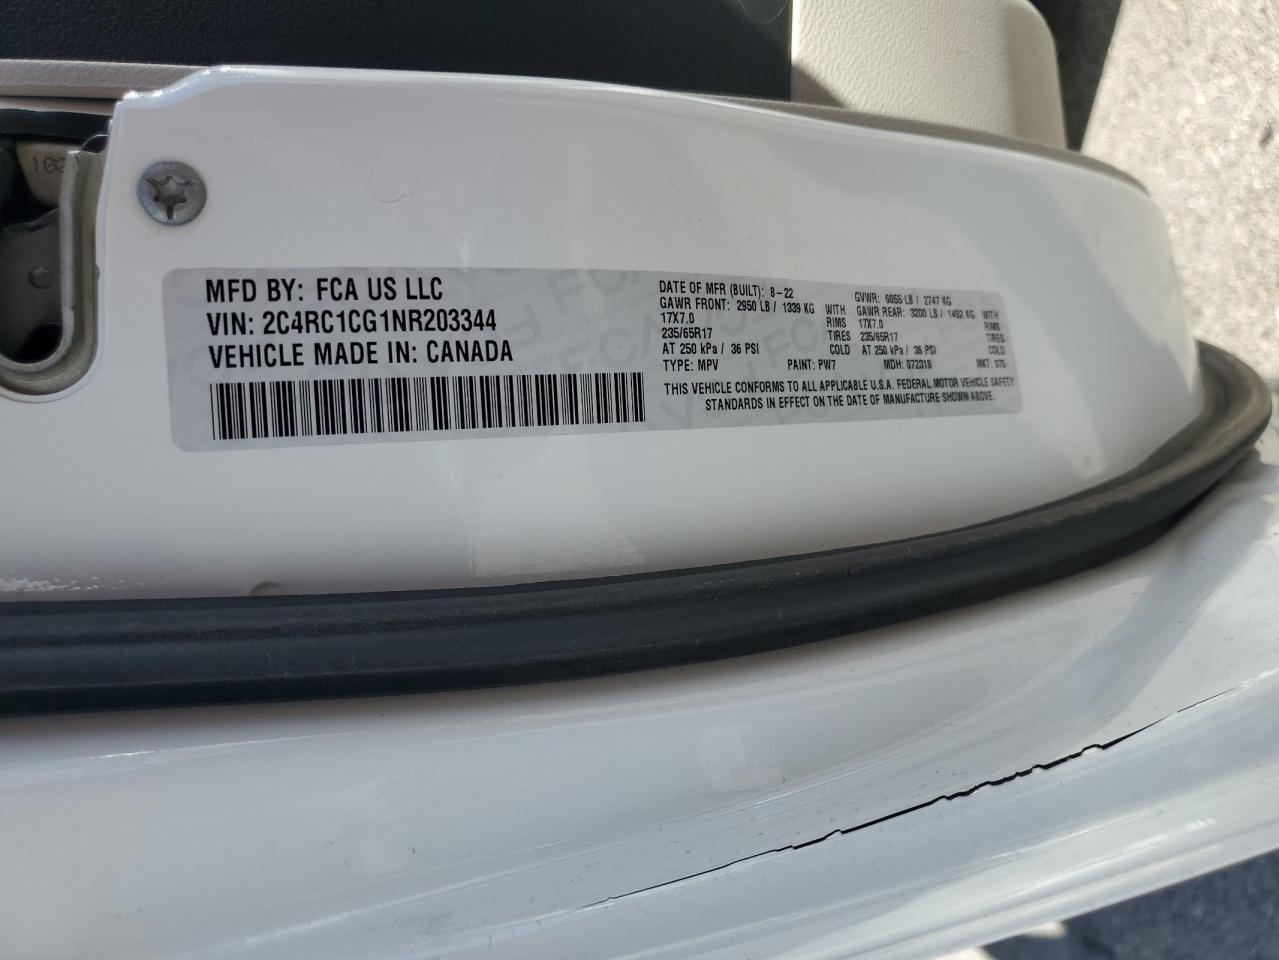 MFD BY: FCA US LLC
VIN: 2C4RC1CG1NR203344
VEHICLE MADE IN: CANADA
DATE OF MFR (BUILT): 8-22 GVWR: 6055 LB / 2747 KG
GAWR FRONT: 2950 LB / 1339 KG WITH GAWR REAR: 3200 LB / 1452 KG WITH
17X7.0 RIMS 17X7.0 RIMS
235/65R17 TIRES 235/65R17 TIRES
AT 250 kPa / 36 PSI COLD AT 250 kPa / 36 PSI COLD
TYPE: MPV PAINT: PW7 MDH: 072318 MKT:
THIS VEHICLE CONFORMS TO ALL APPLICABLE U.S.A. FEDERAL MOTOR VEHICLE SAFETY
STANDARDS IN EFFECT ON THE DATE OF MANUFACTURE SHOWN ABOVE.